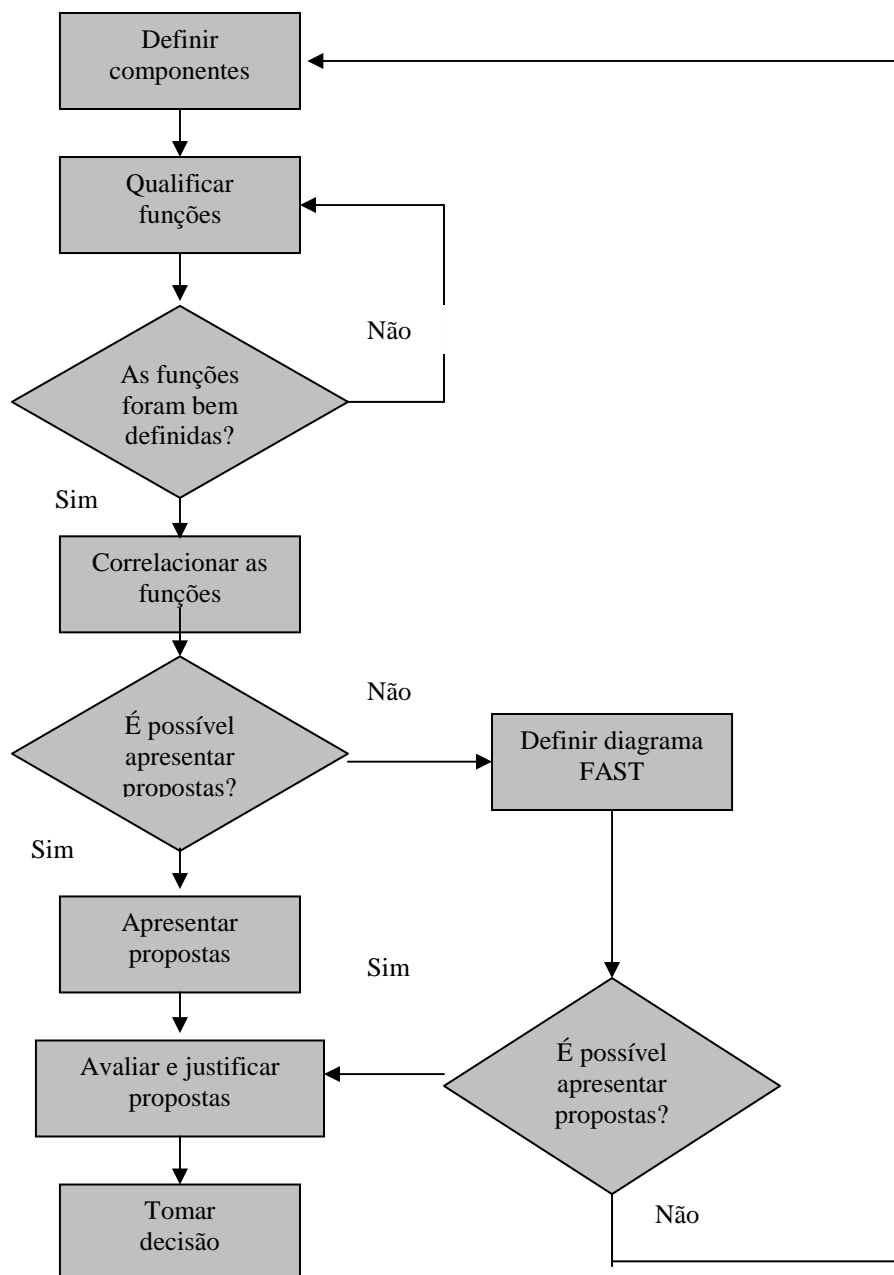 Definir
componentes
Qualificar
funções
Não
As funções
foram bem
definidas?
Sim
Correlacionar as
funções
Não
É possível
apresentar
propostas?
Definir diagrama
FAST
Sim
Apresentar
propostas
Sim
Avaliar e justificar
propostas
É possível
apresentar
propostas?
Tomar
decisão
Não